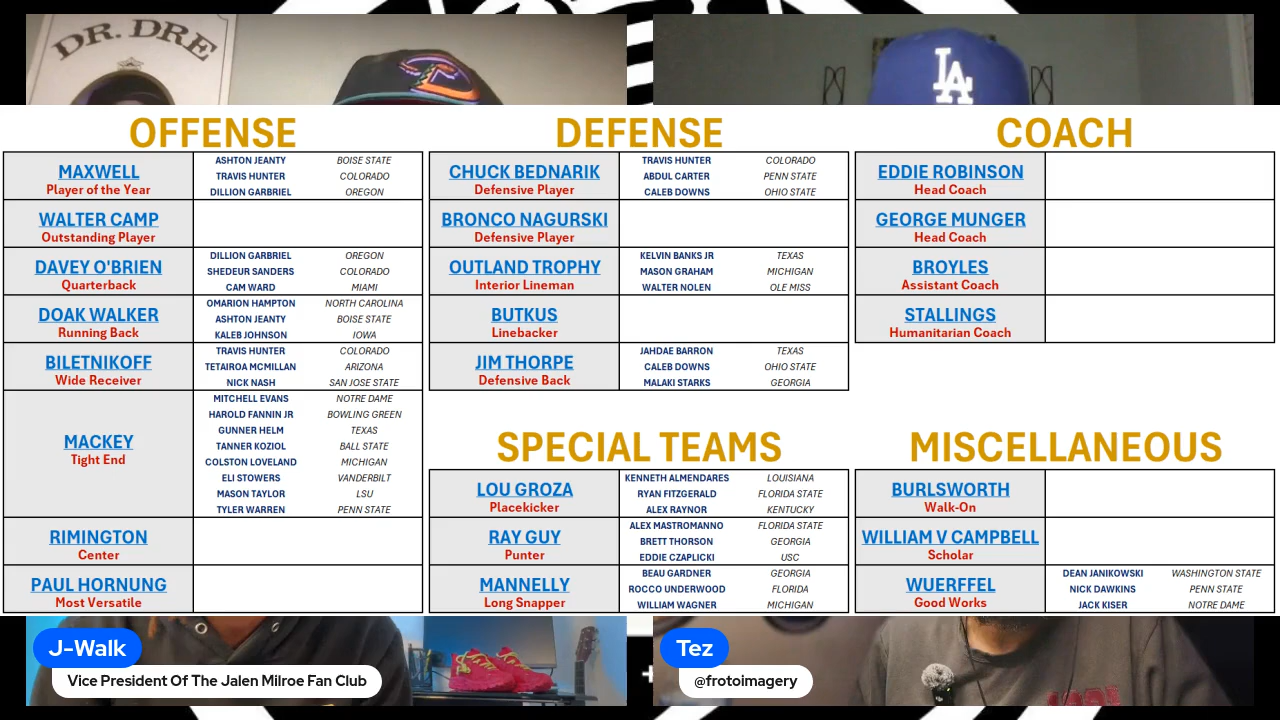 DR. DRE
LA
OFFENSE
MAXWELL
Player of the Year
ASHTON JEANTY BOISE STATE
TRAVIS HUNTER COLORADO
DILLION GARBRIEL OREGON
WALTER CAMP
Outstanding Player
DAVEY O'BRIEN
Quarterback
DILLION GARBRIEL OREGON
SHEDEUR SANDERS COLORADO
CAM WARD MIAMI
DOAK WALKER
Running Back
OMARION HAMPTON NORTH CAROLINA
ASHTON JEANTY BOISE STATE
KALEB JOHNSON IOWA
BILETNIKOFF
Wide Receiver
TRAVIS HUNTER COLORADO
TETAIROA MCMILLAN ARIZONA
NICK NASH SAN JOSE STATE
MACKEY
Tight End
MITCHELL EVANS NOTRE DAME
HAROLD FANNIN JR BOWLING GREEN
GUNNER HELM TEXAS
TANNER KOZIOL BALL STATE
COLSTON LOVELAND MICHIGAN
ELI STOWERS VANDERBILT
MASON TAYLOR LSU
TYLER WARREN PENN STATE
RIMINGTON
Center
PAUL HORNUNG
Most Versatile
DEFENSE
CHUCK BEDNARIK
Defensive Player
TRAVIS HUNTER COLORADO
ABDUL CARTER PENN STATE
CALEB DOWNS OHIO STATE
BRONCO NAGURSKI
Defensive Player
OUTLAND TROPHY
Interior Lineman
KELVIN BANKS JR TEXAS
MASON GRAHAM MICHIGAN
WALTER NOLEN OLE MISS
BUTKUS
Linebacker
JIM THORPE
Defensive Back
JAHDAE BARRON TEXAS
CALEB DOWNS OHIO STATE
MALAKI STARKS GEORGIA
SPECIAL TEAMS
LOU GROZA
Placekicker
KENNETH ALMENDARES LOUISIANA
RYAN FITZGERALD FLORIDA STATE
ALEX RAYNOR KENTUCKY
RAY GUY
Punter
ALEX MASTROMANNO FLORIDA STATE
BRETT THORSON GEORGIA
EDDIE CZAPLICKI USC
MANNELLY
Long Snapper
BEAU GARDNER GEORGIA
ROCCO UNDERWOOD FLORIDA
WILLIAM WAGNER MICHIGAN
COACH
EDDIE ROBINSON
Head Coach
GEORGE MUNGER
Head Coach
BROYLES
Assistant Coach
STALLINGS
Humanitarian Coach
MISCELLANEOUS
BURLSWORTH
Walk-On
WILLIAM V CAMPBELL
Scholar
WUERFFEL
Good Works
DEAN JANIKOWSKI WASHINGTON STATE
NICK DAWKINS PENN STATE
JACK KISER NOTRE DAME
J-Walk
Vice President Of The Jalen Milroe Fan Club
Tez
@frotoimagery